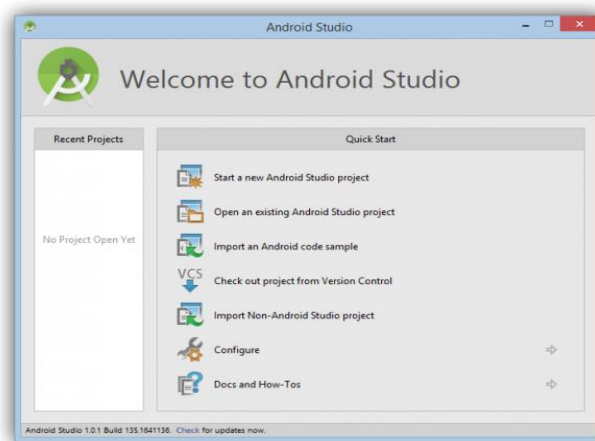 Android Studio
Welcome to Android Studio
Recent Projects
No Project Open Yet
Quick Start
Start a new Android Studio project
Open an existing Android Studio project
Import an Android code sample
VCS
Check out project from Version Control
Import Non-Android Studio project
Configure
Docs and How-Tos
Android Studio 1.0.1 Build 135.1641136. Check for updates now.